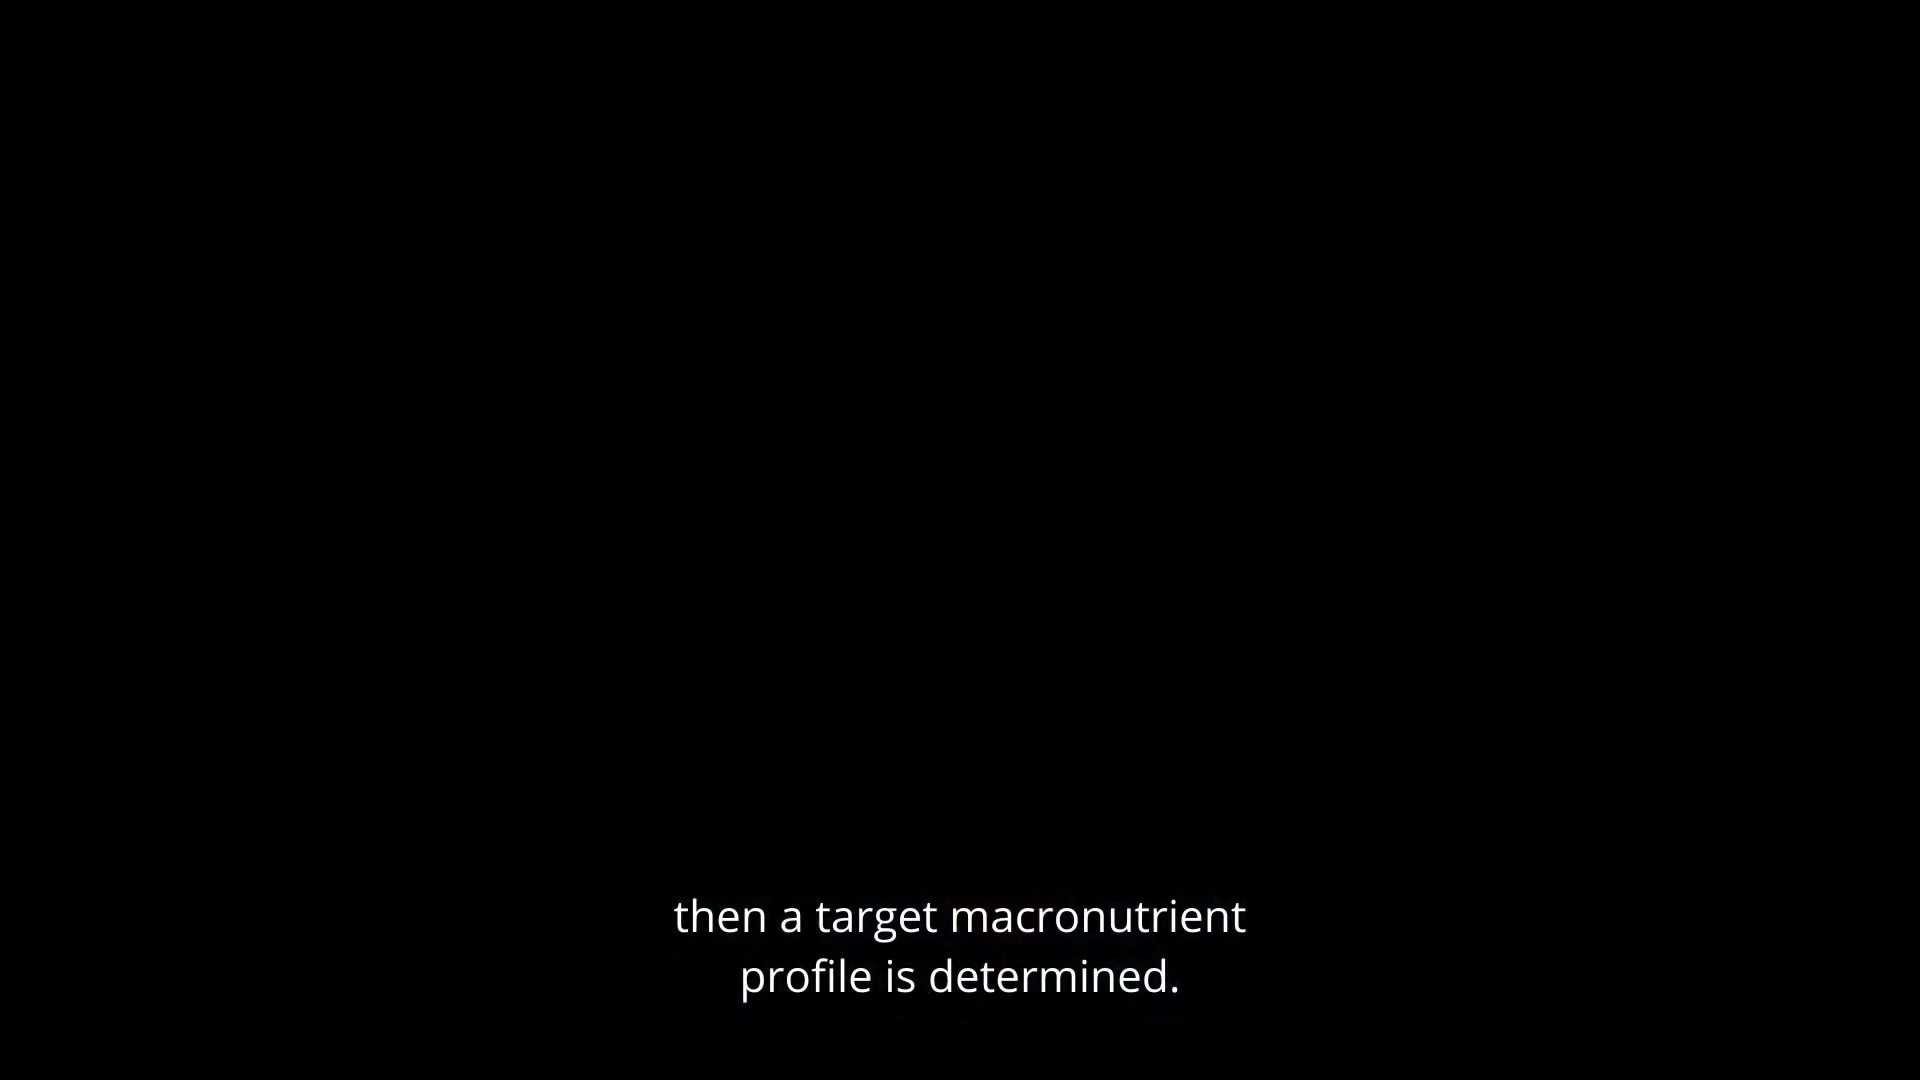 then a target macronutrient
profile is determined.